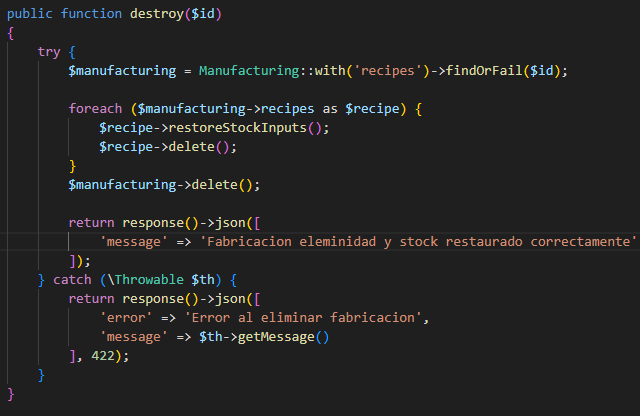 public function destroy($id)
{
    try {
        $manufacturing = Manufacturing::with('recipes')->findOrFail($id);

        foreach ($manufacturing->recipes as $recipe) {
            $recipe->restoreStockInputs();
            $recipe->delete();
        }
        $manufacturing->delete();

        return response()->json([
            'message' => 'Fabricacion eleminidad y stock restaurado correctamente'
        ]);
    } catch (\Throwable $th) {
        return response()->json([
            'error' => 'Error al eliminar fabricacion',
            'message' => $th->getMessage()
        ], 422);
    }
}